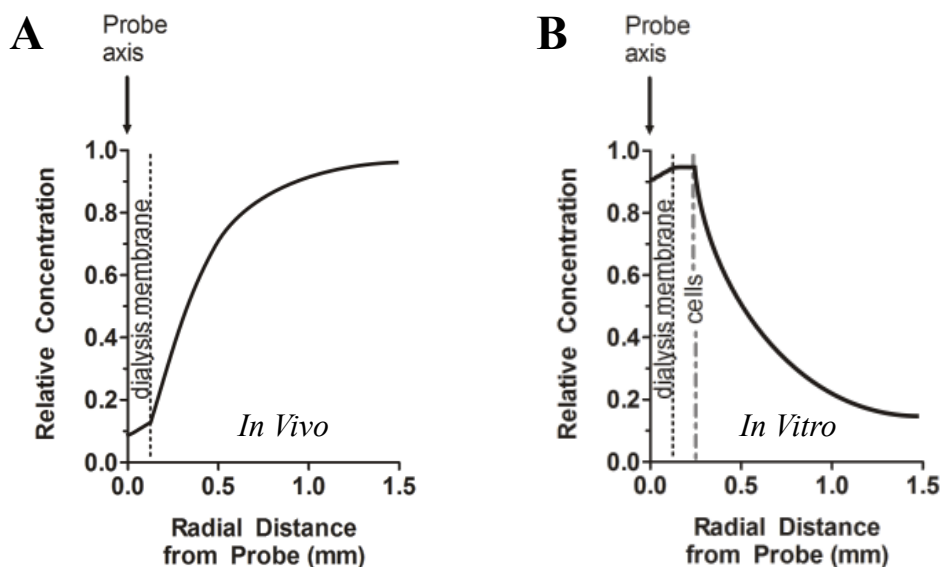 A
Probe
axis
1.0
0.8
0.6
0.4
0.2
0.0
Relative Concentration
dialysis membrane
In Vivo
0.0 0.5 1.0 1.5
Radial Distance
from Probe (mm)
B
Probe
axis
1.0
0.8
0.6
0.4
0.2
0.0
Relative Concentration
dialysis membrane
cells
In Vitro
0.0 0.5 1.0 1.5
Radial Distance
from Probe (mm)